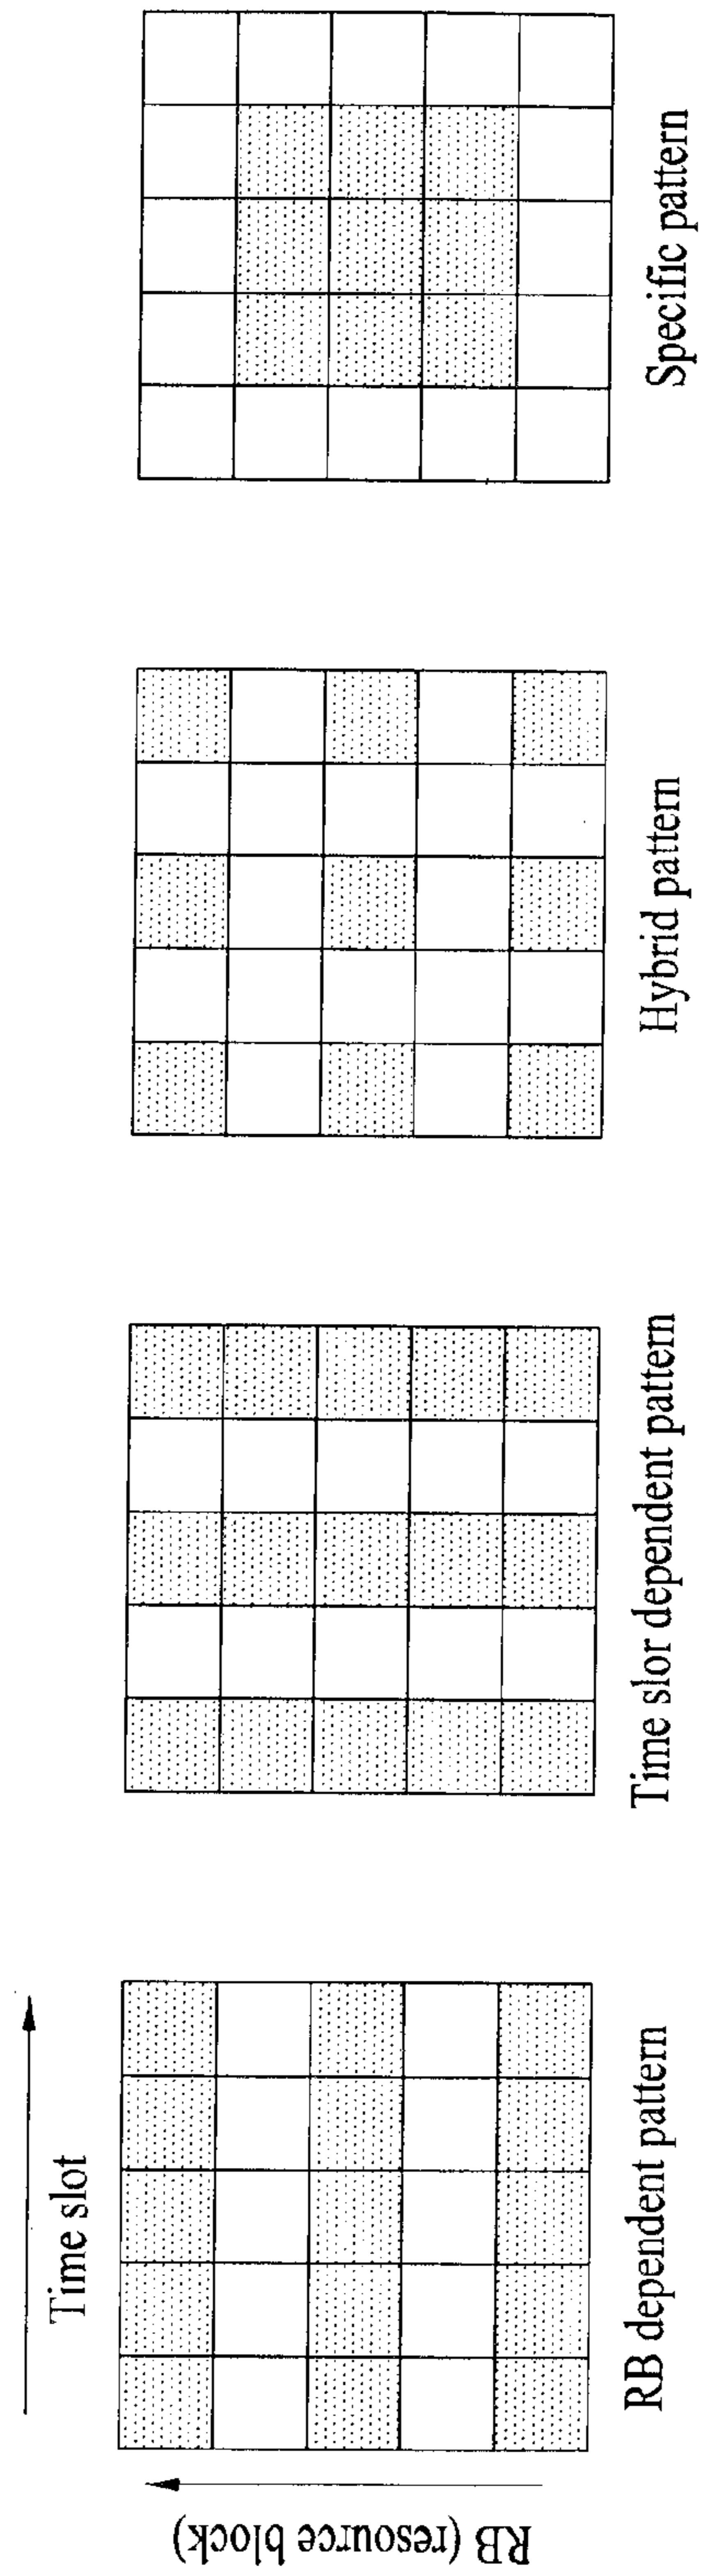 Time slot
RB (resource block)
RB dependent pattern
Time slor dependent pattern
Hybrid pattern
Specific pattern